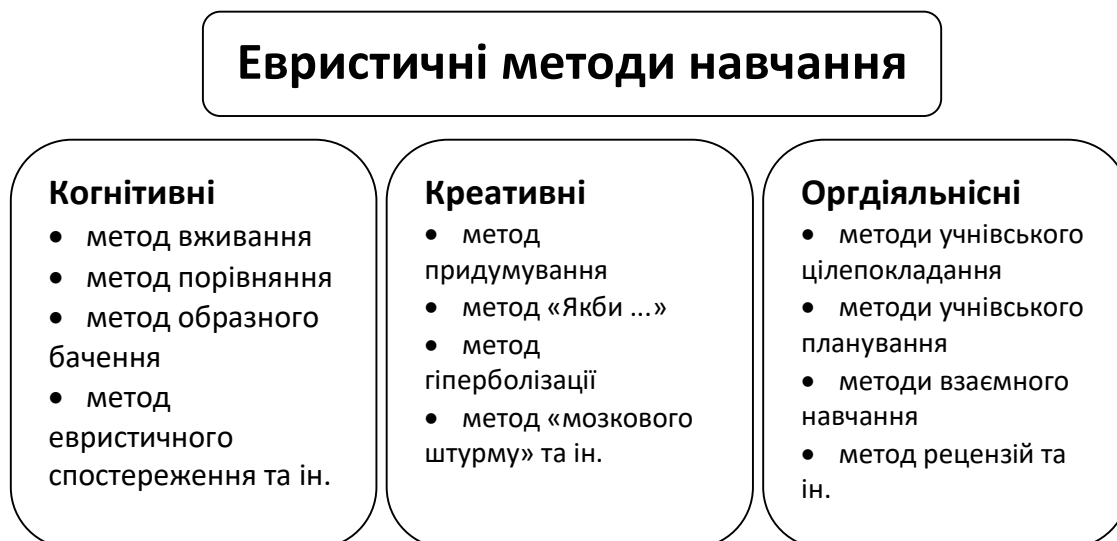 Евристичні методи навчання
Когнітивні
• метод вживання
• метод порівняння
• метод образного
бачення
• метод
евристичного
спостереження та ін.
Креативні
• метод
придумування
• метод «Якби ...»
• метод
гіперболізації
• метод «мозкового
штурму» та ін.
Оргдіяльнісні
• методи учнівського
цілепокладання
• методи учнівського
планування
• методи взаємного
навчання
• метод рецензій та
ін.